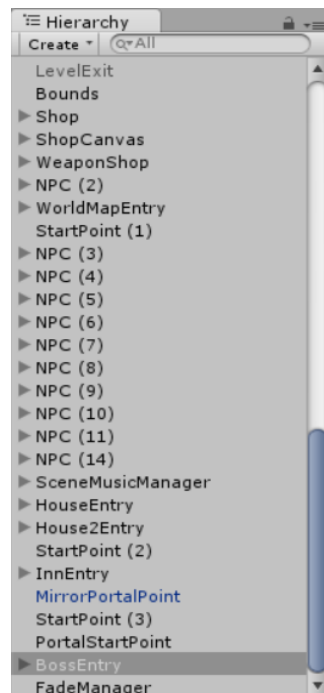 Hierarchy
Create
All
LevelExit
Bounds
Shop
ShopCanvas
WeaponShop
NPC (2)
WorldMapEntry
StartPoint (1)
NPC (3)
NPC (4)
NPC (5)
NPC (6)
NPC (7)
NPC (8)
NPC (9)
NPC (10)
NPC (11)
NPC (14)
SceneMusicManager
HouseEntry
House2Entry
StartPoint (2)
InnEntry
MirrorPortalPoint
StartPoint (3)
PortalStartPoint
BossEntry
FadeManager